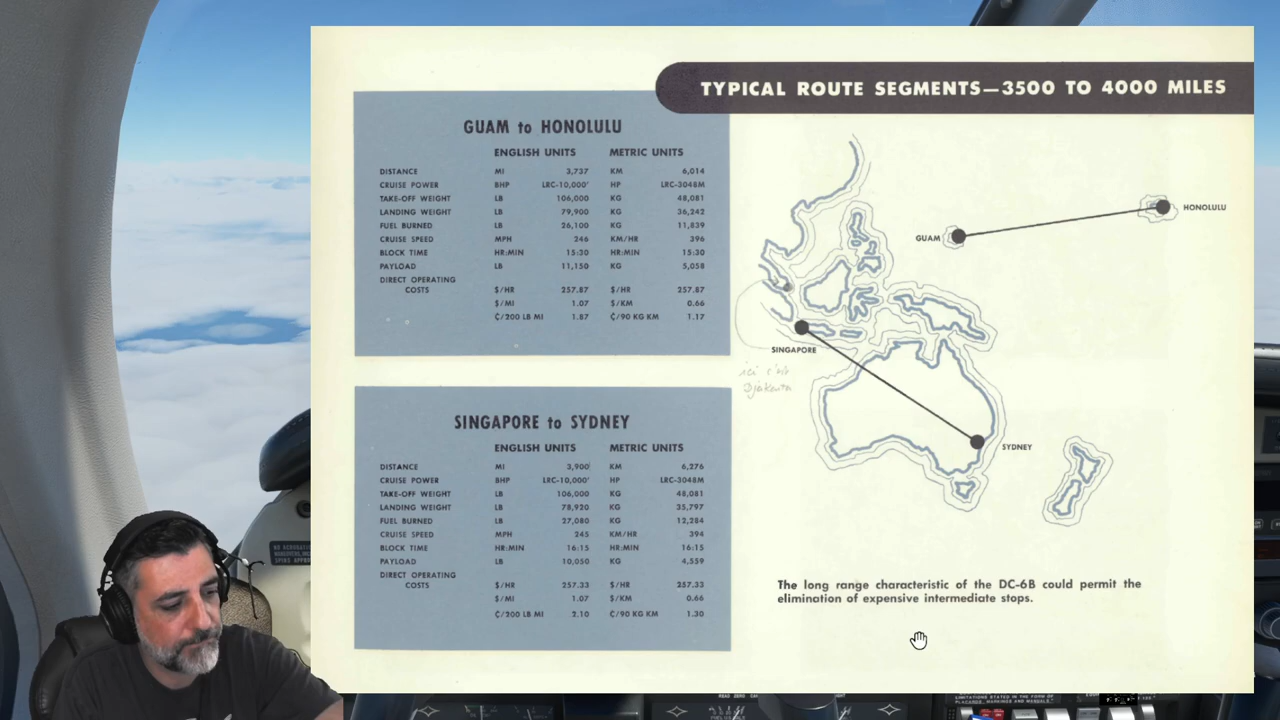 TYPICAL ROUTE SEGMENTS—3500 TO 4000 MILES
GUAM to HONOLULU
ENGLISH UNITS METRIC UNITS
DISTANCE MI 3,737 KM 6,014
CRUISE POWER BHP LRC-10,000' HP LRC-3048M
TAKE-OFF WEIGHT LB 106,000 KG 48,081
LANDING WEIGHT LB 79,900 KG 36,242
FUEL BURNED LB 26,100 KG 11,839
CRUISE SPEED MPH 246 KM/HR 396
BLOCK TIME HR:MIN 15:30 HR:MIN 15:30
PAYLOAD LB 11,150 KG 5,058
DIRECT OPERATING
COSTS $/HR 257.87 $/HR 257.87
$/MI 1.07 $/KM 0.66
₵/200 LB MI 1.87 ₵/90 KG KM 1.17
HONOLULU
GUAM
SINGAPORE
ici c'est
Djakarta
SYDNEY
SINGAPORE to SYDNEY
ENGLISH UNITS METRIC UNITS
DISTANCE MI 3,900 KM 6,276
CRUISE POWER BHP LRC-10,000' HP LRC-3048M
TAKE-OFF WEIGHT LB 106,000 KG 48,081
LANDING WEIGHT LB 78,920 KG 35,797
FUEL BURNED LB 27,080 KG 12,284
CRUISE SPEED MPH 245 KM/HR 394
BLOCK TIME HR:MIN 16:15 HR:MIN 16:15
PAYLOAD LB 10,050 KG 4,559
DIRECT OPERATING
COSTS $/HR 257.33 $/HR 257.33
$/MI 1.07 $/KM 0.66
₵/200 LB MI 2.10 ₵/90 KG KM 1.30
The long range characteristic of the DC-6B could permit the
elimination of expensive intermediate stops.